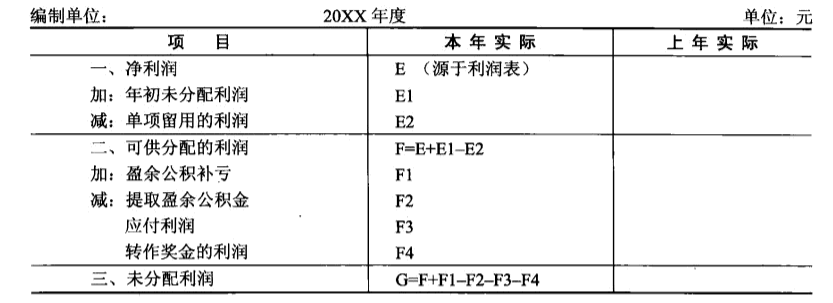 编制单位： 20XX 年度 单位：元
项 目 本 年 实 际 上 年 实 际
一、净利润 E （源于利润表）
加：年初未分配利润 E1
减：单项留用的利润 E2
二、可供分配的利润 F=E+E1–E2
加：盈余公积补亏 F1
减：提取盈余公积金 F2
应付利润 F3
转作奖金的利润 F4
三、未分配利润 G=F+F1–F2–F3–F4